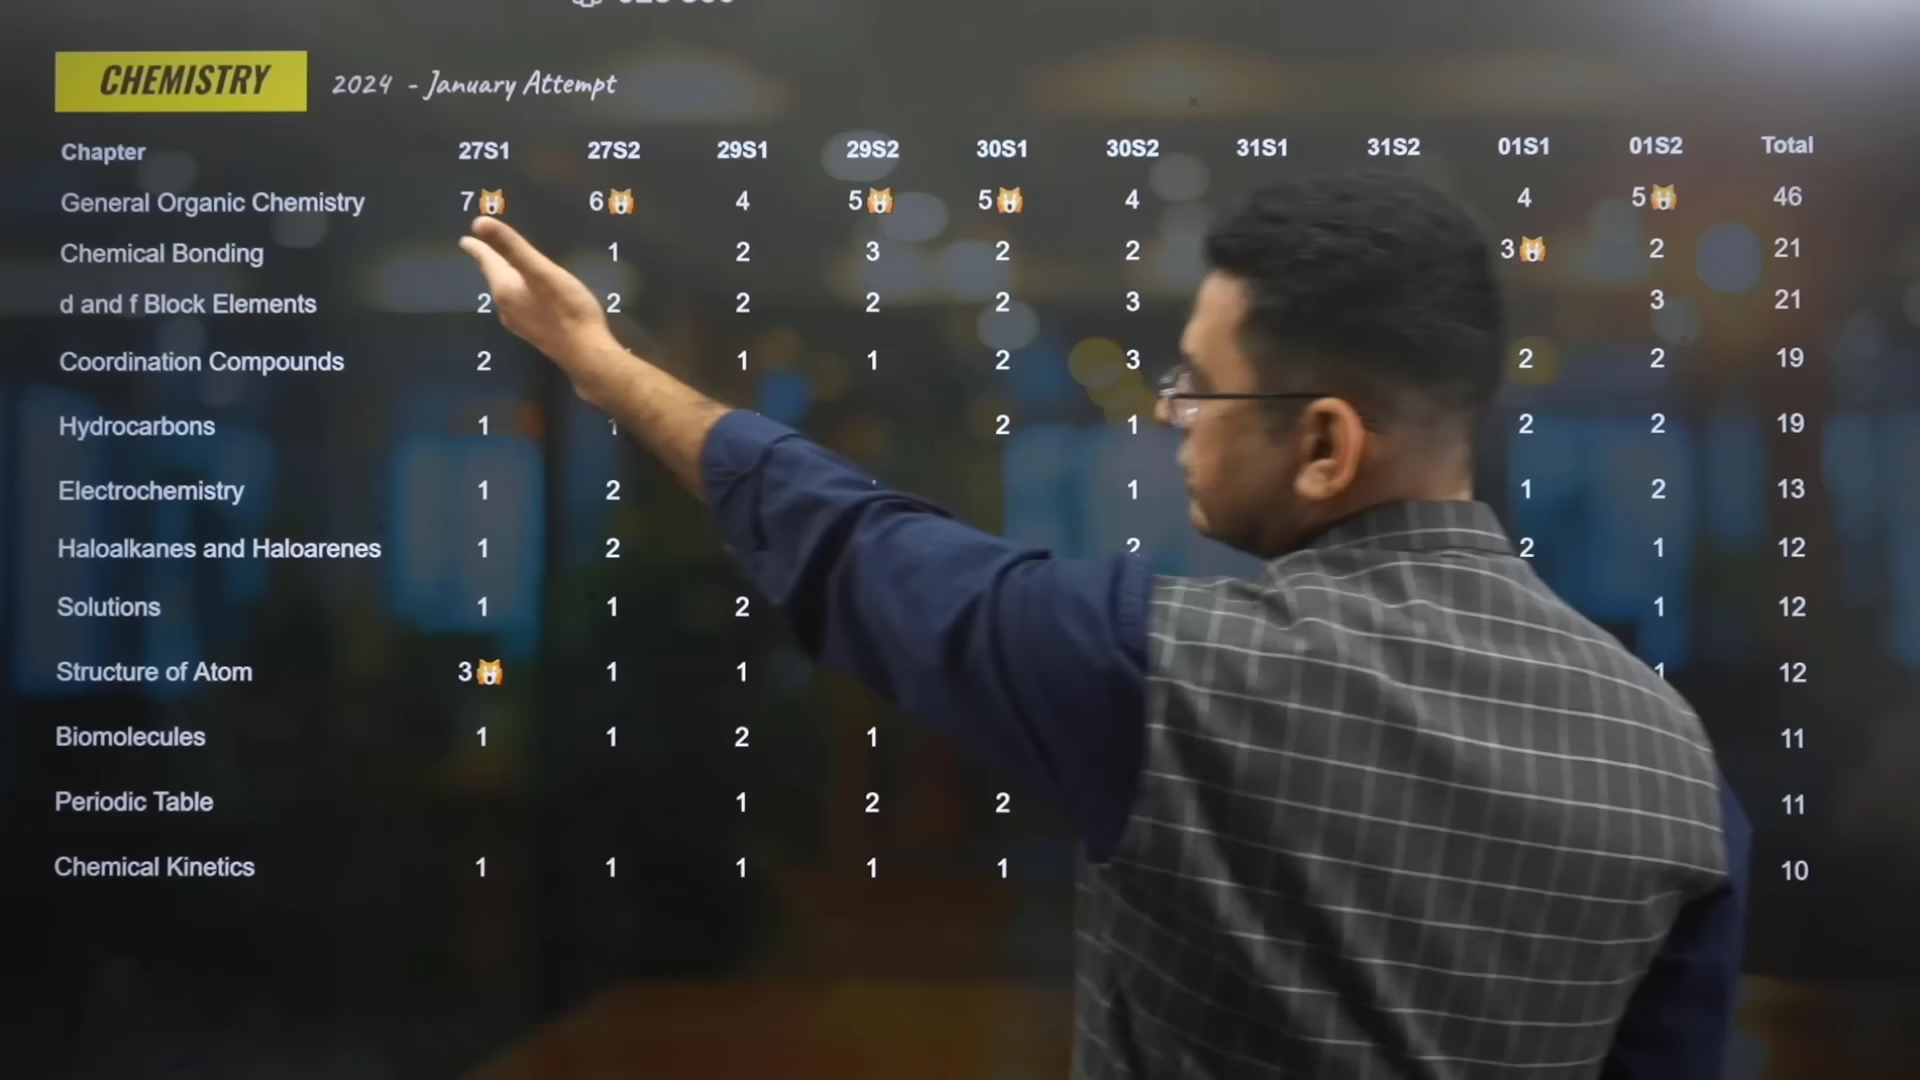 CHEMISTRY 2024 - January Attempt
Chapter 27S1 27S2 29S1 29S2 30S1 30S2 31S1 31S2 01S1 01S2 Total
General Organic Chemistry 7🙀 6🙀 4 5🙀 5🙀 4 4 5🙀 46
Chemical Bonding 1 2 3 2 2 3🙀 2 21
d and f Block Elements 2 2 2 2 2 3 3 21
Coordination Compounds 2 1 1 2 3 2 2 19
Hydrocarbons 1 1 2 1 2 2 19
Electrochemistry 1 2 1 1 2 13
Haloalkanes and Haloarenes 1 2 2 2 1 12
Solutions 1 1 2 1 12
Structure of Atom 3🙀 1 1 1 12
Biomolecules 1 1 2 1 11
Periodic Table 1 2 2 11
Chemical Kinetics 1 1 1 1 1 10